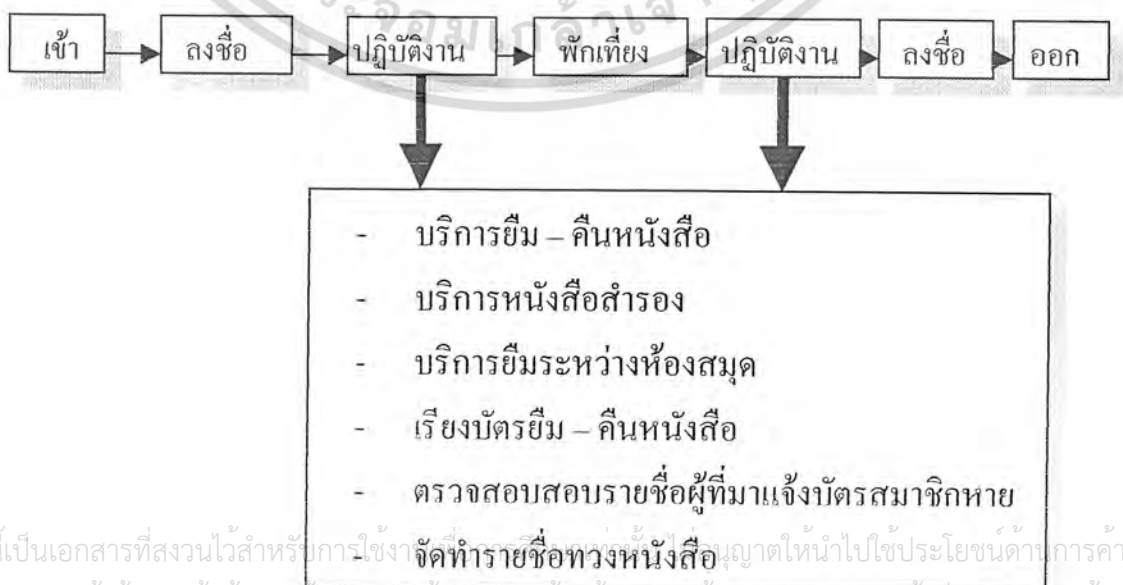 เข้า ลงชื่อ ปฏิบัติงาน พักเที่ยง ปฏิบัติงาน ลงชื่อ ออก
- บริการยืม – คืนหนังสือ
- บริการหนังสือสำรอง
- บริการยืมระหว่างห้องสมุด
- เรียงบัตรยืม – คืนหนังสือ
- ตรวจสอบสอบรายชื่อผู้ที่มาแจ้งบัตรสมาชิกหาย
- จัดทำรายชื่อทวงหนังสือ